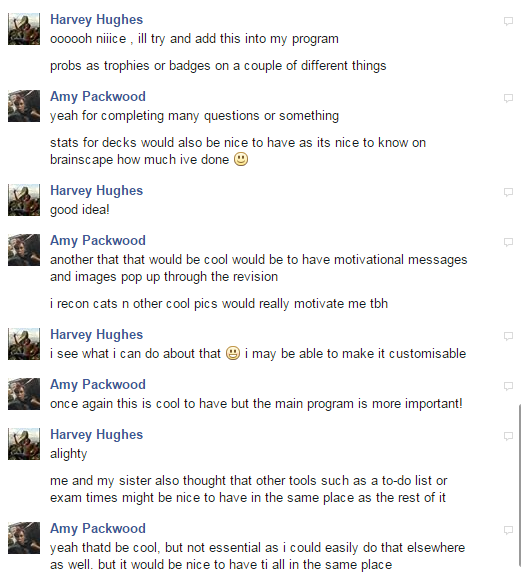 Harvey Hughes
oooooh niiice , ill try and add this into my program
probs as trophies or badges on a couple of different things
Amy Packwood
yeah for completing many questions or something
stats for decks would also be nice to have as its nice to know on
brainscape how much ive done
Harvey Hughes
good idea!
Amy Packwood
another that that would be cool would be to have motivational messages
and images pop up through the revision
i recon cats n other cool pics would really motivate me tbh
Harvey Hughes
i see what i can do about that i may be able to make it customisable
Amy Packwood
once again this is cool to have but the main program is more important!
Harvey Hughes
alighty
me and my sister also thought that other tools such as a to-do list or
exam times might be nice to have in the same place as the rest of it
Amy Packwood
yeah thatd be cool, but not essential as i could easily do that elsewhere
as well. but it would be nice to have ti all in the same place